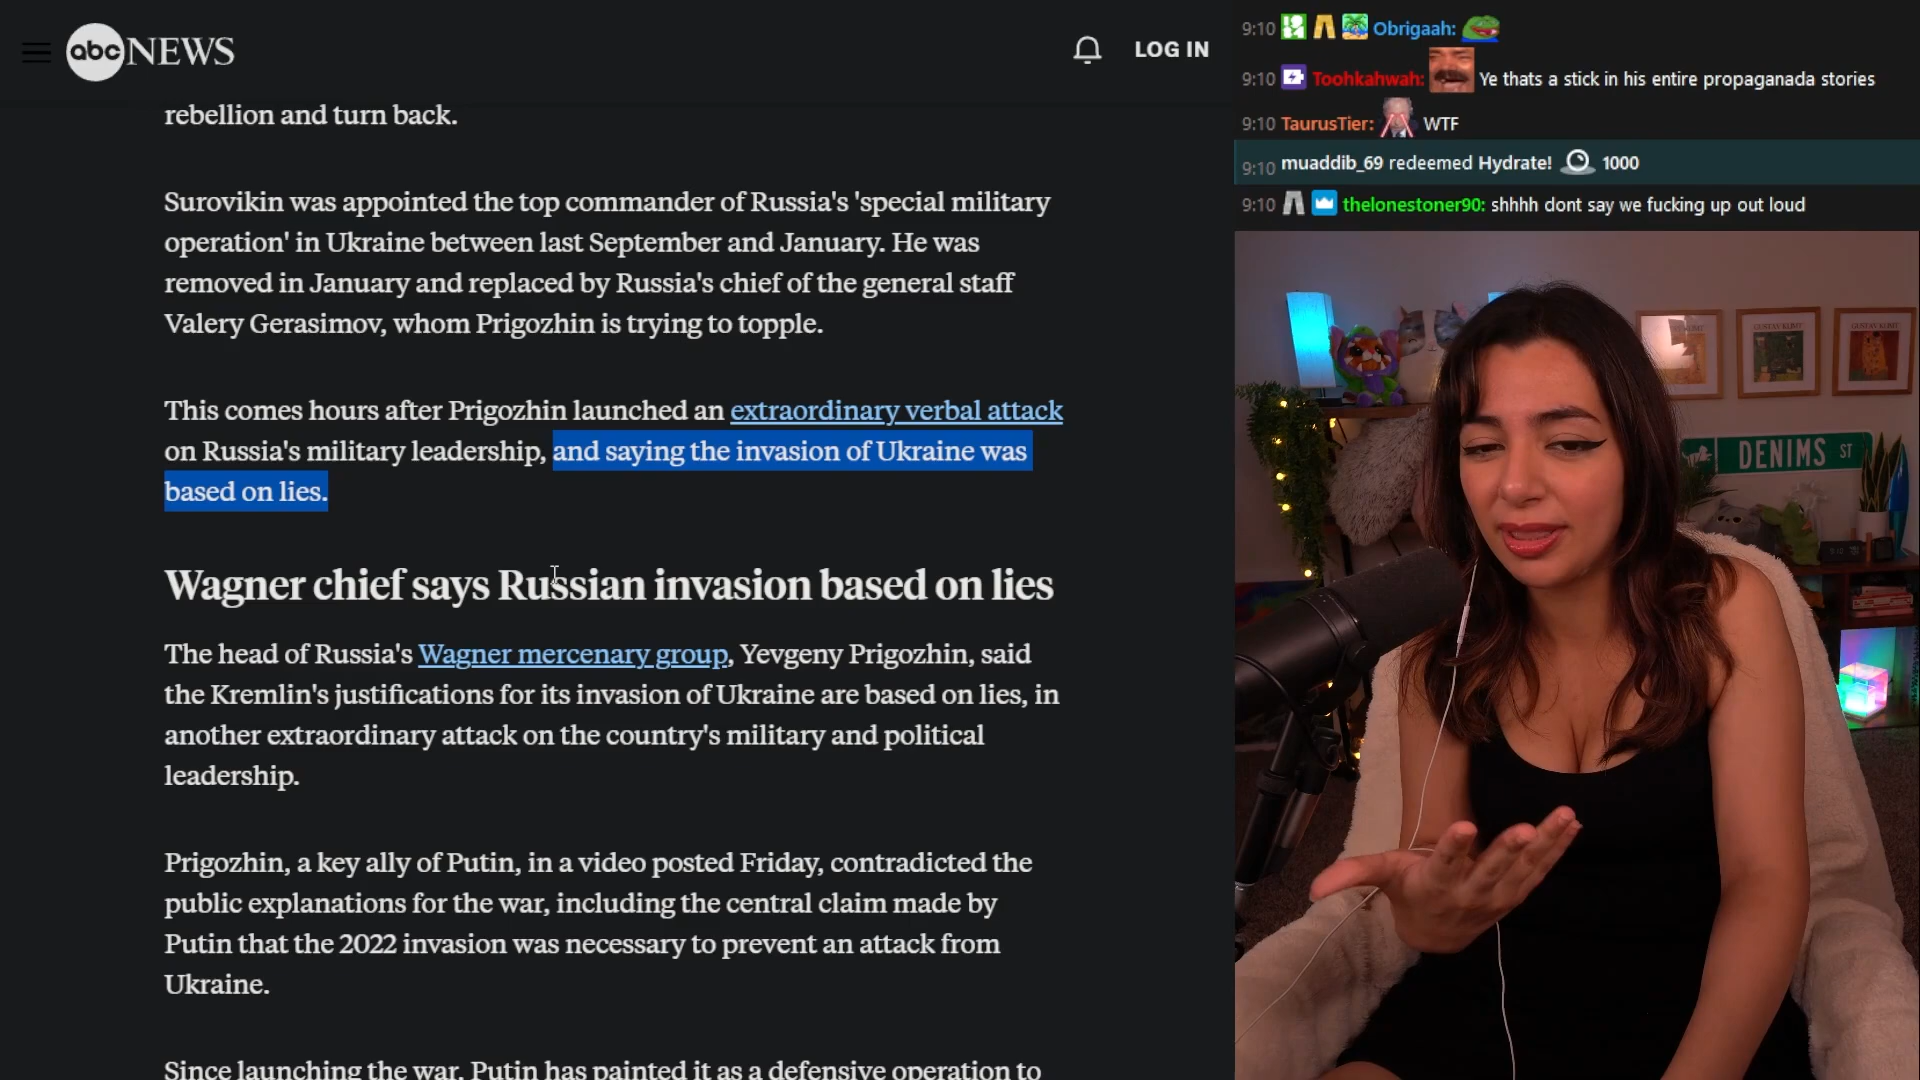 abc NEWS
LOG IN
rebellion and turn back.
Surovikin was appointed the top commander of Russia's 'special military
operation' in Ukraine between last September and January. He was
removed in January and replaced by Russia's chief of the general staff
Valery Gerasimov, whom Prigozhin is trying to topple.
This comes hours after Prigozhin launched an extraordinary verbal attack
on Russia's military leadership, and saying the invasion of Ukraine was
based on lies.
Wagner chief says Russian invasion based on lies
The head of Russia's Wagner mercenary group, Yevgeny Prigozhin, said
the Kremlin's justifications for its invasion of Ukraine are based on lies, in
another extraordinary attack on the country's military and political
leadership.
Prigozhin, a key ally of Putin, in a video posted Friday, contradicted the
public explanations for the war, including the central claim made by
Putin that the 2022 invasion was necessary to prevent an attack from
Ukraine.
Since launching the war, Putin has painted it as a defensive operation to
9:10 Obrigaah:
9:10 Toohkahwah: Ye thats a stick in his entire propaganada stories
9:10 TaurusTier: WTF
9:10 muaddib_69 redeemed Hydrate! 1000
9:10 thelonestoner90: shhhh dont say we fucking up out loud
GUSTAV KLIMT
GUSTAV KLIMT
DENIMS ST